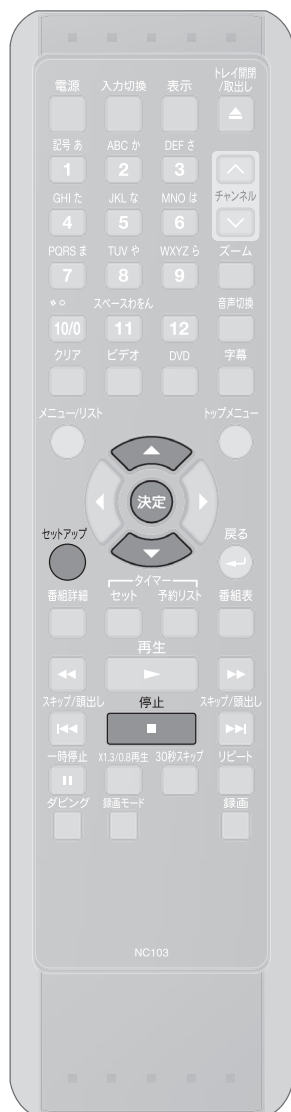 電源 入力切換 表示 トレイ開閉/取出し
記号 あ ABC か DEF さ
1 2 3
GHI た JKL な MNO は チャンネル
4 5 6
PQRS ま TUV や WXYZ ら ズーム
7 8 9
スペースわをん 音声切換
10/0 11 12
クリア ビデオ DVD 字幕
メニュー/リスト トップメニュー
決定
セットアップ 戻る
タイマー
番組詳細 セット 予約リスト 番組表
再生
スキップ/頭出し 停止 スキップ/頭出し
一時停止 X1.3/0.8再生 30秒スキップ リピート
ダビング 録画モード 録画
NC103